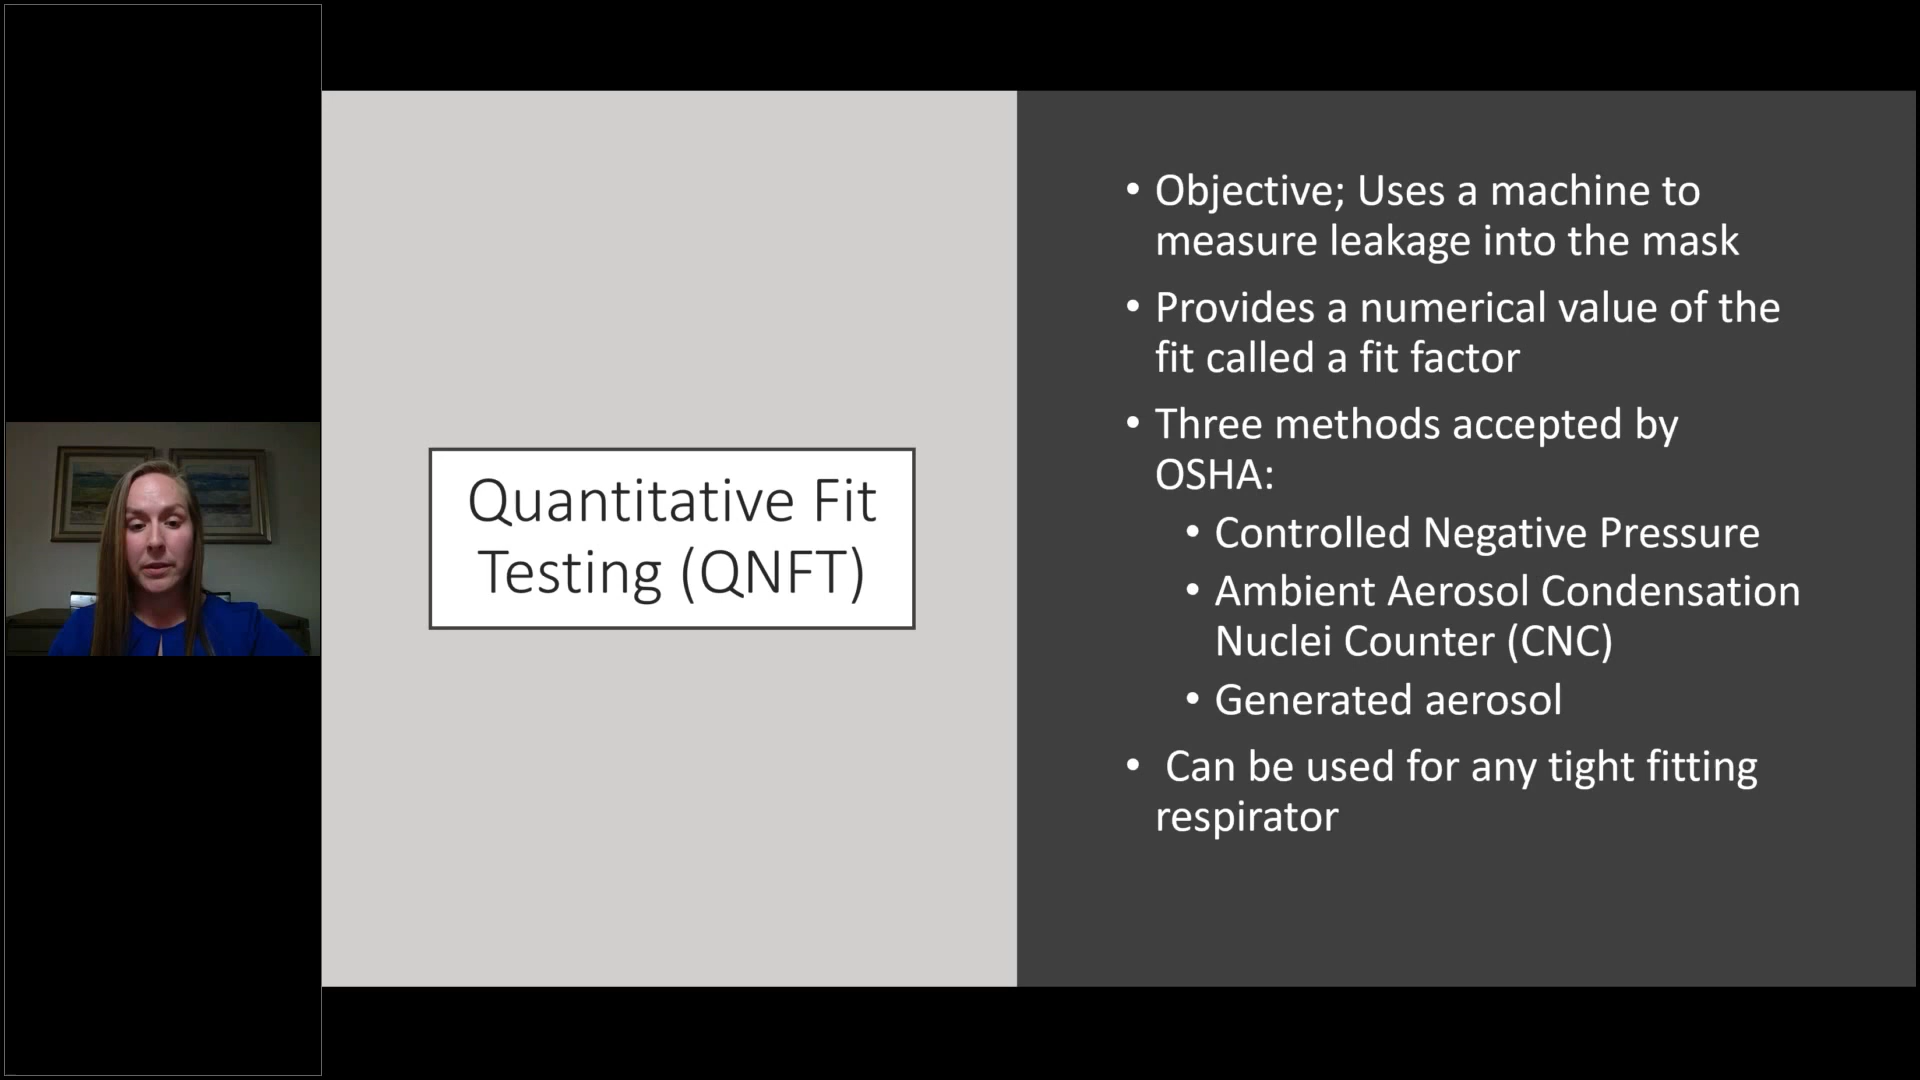 Quantitative Fit
Testing (QNFT)
• Objective; Uses a machine to
measure leakage into the mask
• Provides a numerical value of the
fit called a fit factor
• Three methods accepted by
OSHA:
• Controlled Negative Pressure
• Ambient Aerosol Condensation
Nuclei Counter (CNC)
• Generated aerosol
• Can be used for any tight fitting
respirator